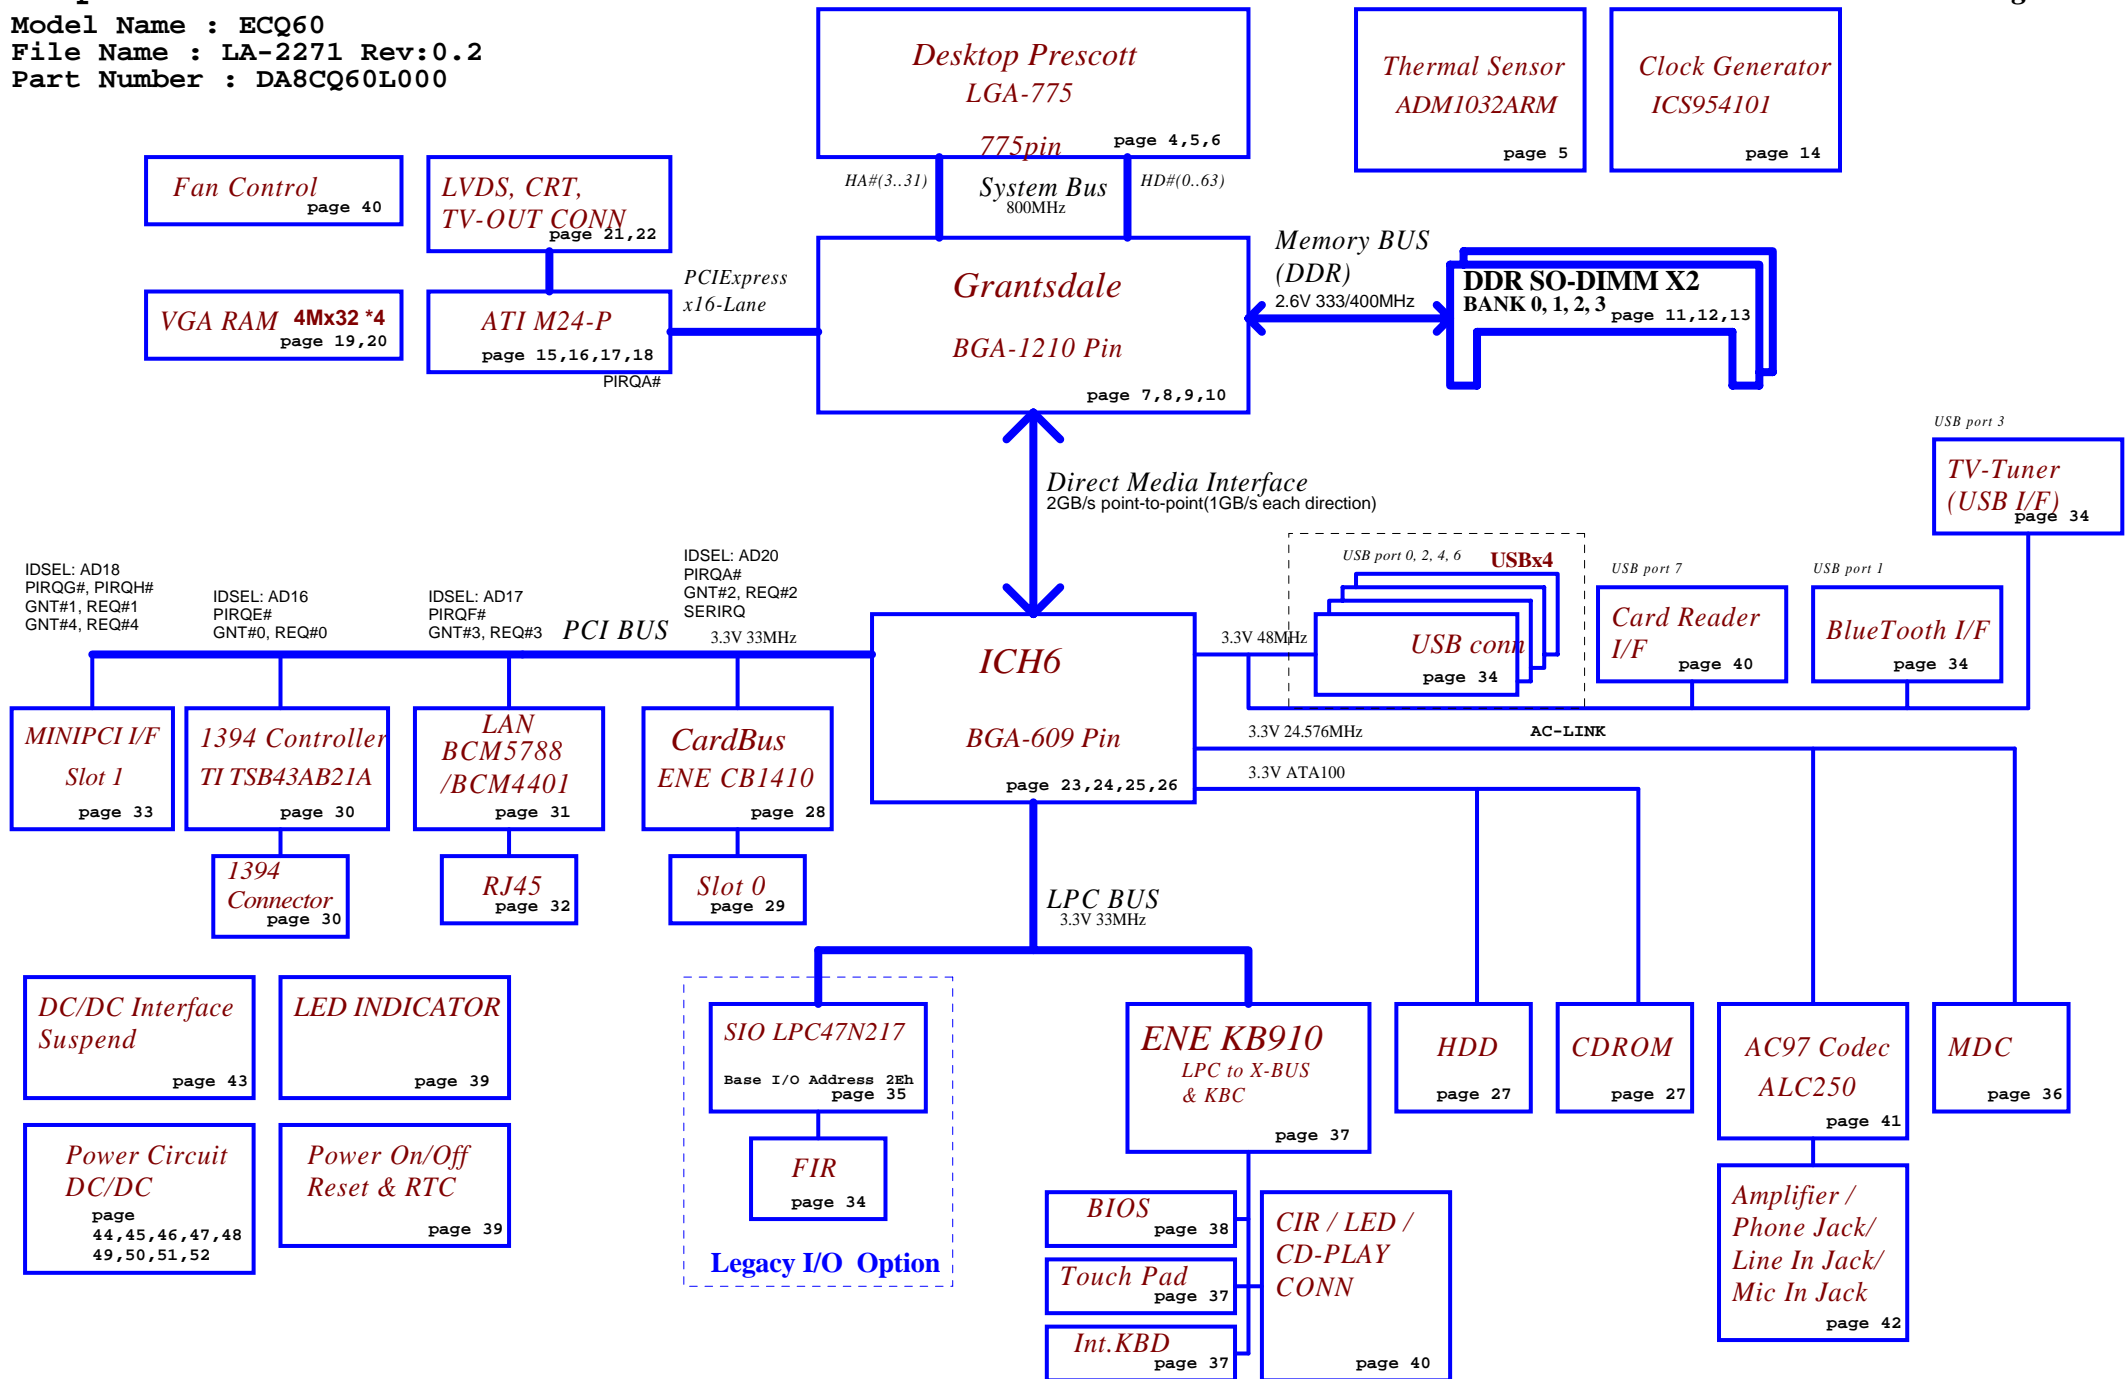 Model Name : ECQ60
File Name : LA-2271 Rev:0.2
Part Number : DA8CQ60L000
Desktop Prescott
LGA-775
775pin
page 4,5,6
Thermal Sensor
ADM1032ARM
page 5
Clock Generator
ICS954101
page 14
Fan Control
page 40
LVDS, CRT,
TV-OUT CONN
page 21,22
HA#(3..31)
System Bus
800MHz
HD#(0..63)
VGA RAM 4Mx32 *4
page 19,20
ATI M24-P
page 15,16,17,18
PIRQA#
PCIExpress
x16-Lane
Grantsdale
BGA-1210 Pin
page 7,8,9,10
Memory BUS
(DDR)
2.6V 333/400MHz
DDR SO-DIMM X2
BANK 0, 1, 2, 3
page 11,12,13
Direct Media Interface
2GB/s point-to-point(1GB/s each direction)
USB port 3
TV-Tuner
(USB I/F)
page 34
IDSEL: AD18
PIRQG#, PIRQH#
GNT#1, REQ#1
GNT#4, REQ#4
IDSEL: AD16
PIRQE#
GNT#0, REQ#0
IDSEL: AD17
PIRQF#
GNT#3, REQ#3
PCI BUS
IDSEL: AD20
PIRQA#
GNT#2, REQ#2
SERIRQ
3.3V 33MHz
USB port 0, 2, 4, 6
USBx4
USB conn
page 34
USB port 7
Card Reader
I/F
page 40
USB port 1
BlueTooth I/F
page 34
ICH6
BGA-609 Pin
page 23,24,25,26
3.3V 48MHz
3.3V 24.576MHz
AC-LINK
3.3V ATA100
MINIPCI I/F
Slot 1
page 33
1394 Controller
TI TSB43AB21A
page 30
LAN
BCM5788
/BCM4401
page 31
CardBus
ENE CB1410
page 28
1394
Connector
page 30
RJ45
page 32
Slot 0
page 29
LPC BUS
3.3V 33MHz
DC/DC Interface
Suspend
page 43
LED INDICATOR
page 39
SIO LPC47N217
Base I/O Address 2Eh
page 35
ENE KB910
LPC to X-BUS
& KBC
page 37
HDD
page 27
CDROM
page 27
AC97 Codec
ALC250
page 41
MDC
page 36
Power Circuit
DC/DC
page
44,45,46,47,48
49,50,51,52
Power On/Off
Reset & RTC
page 39
FIR
page 34
Legacy I/O Option
BIOS
page 38
Touch Pad
page 37
Int.KBD
page 37
CIR / LED /
CD-PLAY
CONN
page 40
Amplifier /
Phone Jack/
Line In Jack/
Mic In Jack
page 42